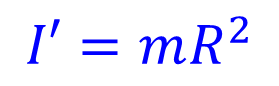 I′ = mR²